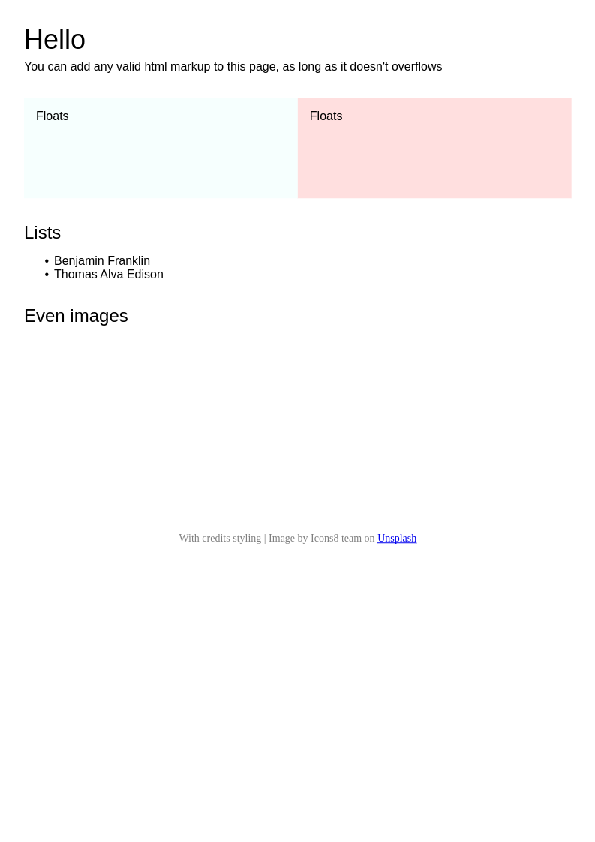 Hello
You can add any valid html markup to this page, as long as it doesn't overflows
Floats
Floats
Lists
• Benjamin Franklin
• Thomas Alva Edison
Even images
With credits styling | Image by Icons8 team on Unsplash